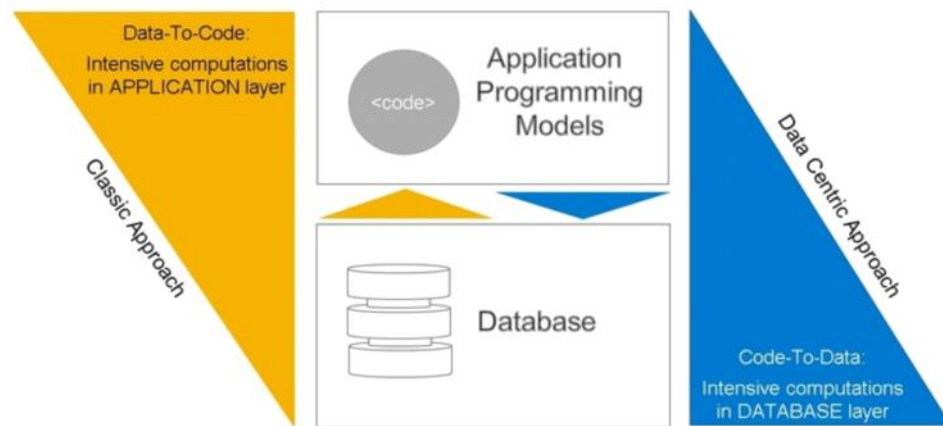 Data-To-Code:
Intensive computations
in APPLICATION layer
Classic Approach
<code>
Application
Programming
Models
Database
Data Centric Approach
Code-To-Data:
Intensive computations
in DATABASE layer